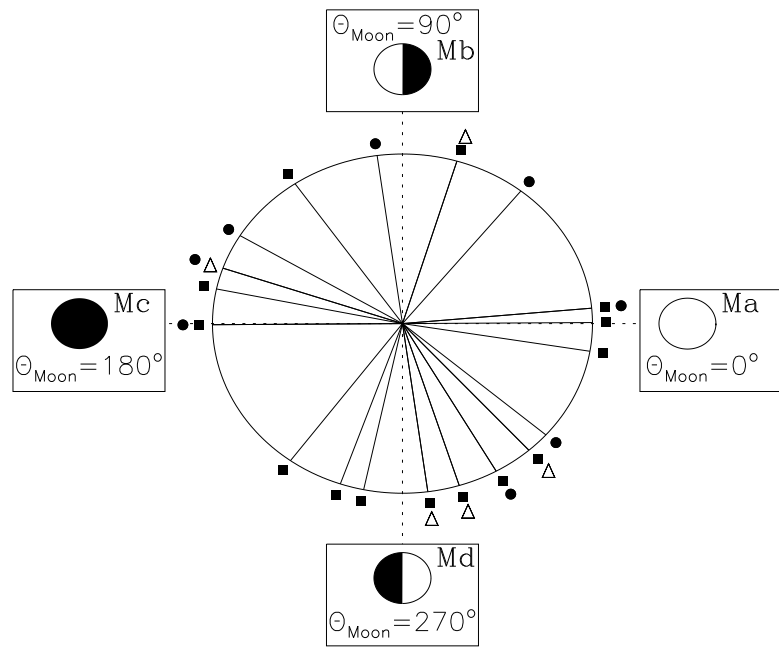 Θ_Moon=90°
Mb
Mc
Θ_Moon=180°
Ma
Θ_Moon=0°
Md
Θ_Moon=270°